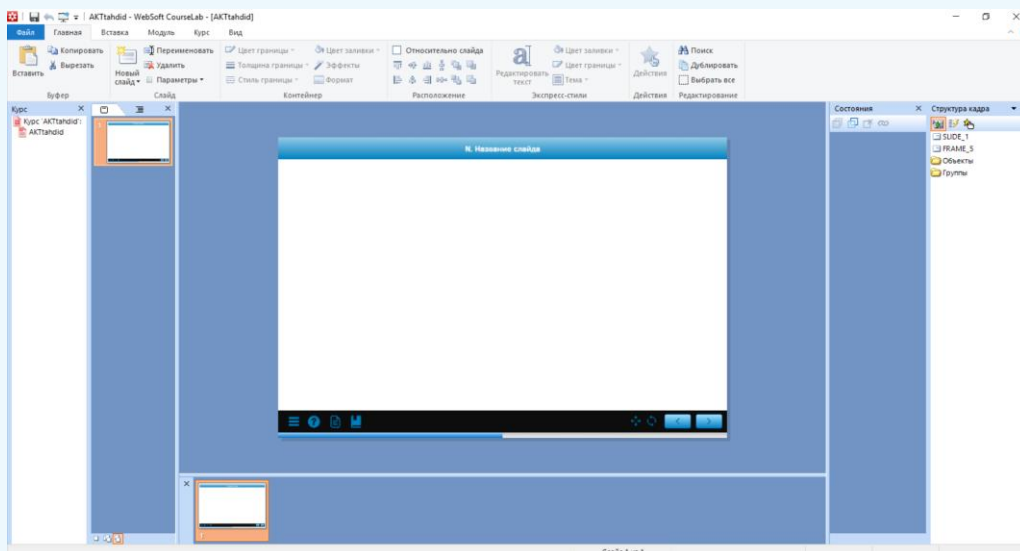 AKTtahdid - WebSoft CourseLab - [AKTtahdid]
Файл Главная Вставка Модуль Курс Вид
Вставить
Копировать
Вырезать
Буфер
Новый слайд
Переименовать
Удалить
Параметры
Слайд
Цвет границы
Толщина границы
Стиль границы
Цвет заливки
Эффекты
Формат
Контейнер
Относительно слайда
Расположение
Редактировать текст
Цвет заливки
Цвет границы
Тема
Экспресс-стили
Действия
Действия
Поиск
Дублировать
Выбрать все
Редактирование
Курс
Курс 'AKTtahdid':
AKTtahdid
1
N. Название слайда
1
Состояния
Структура кадра
SLIDE_1
FRAME_5
Объекты
Группы